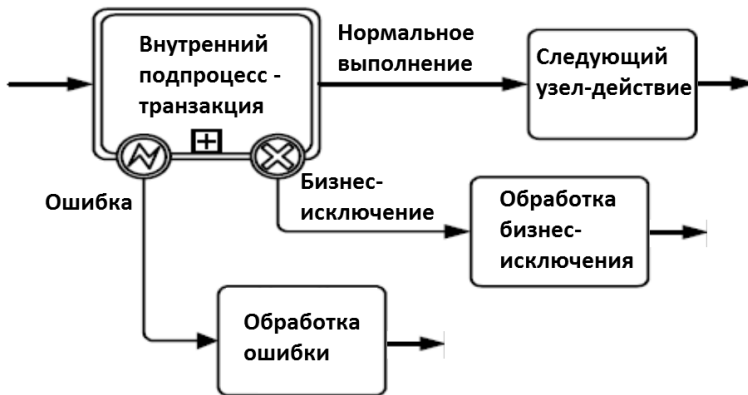 Внутренний
подпроцесс -
транзакция
Нормальное
выполнение
Следующий
узел-действие
Ошибка
Бизнес-
исключение
Обработка
бизнес-
исключения
Обработка
ошибки